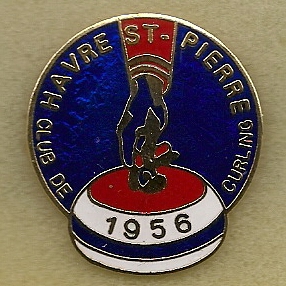 HAVRE ST-PIERRE
CLUB DE CURLING
1956